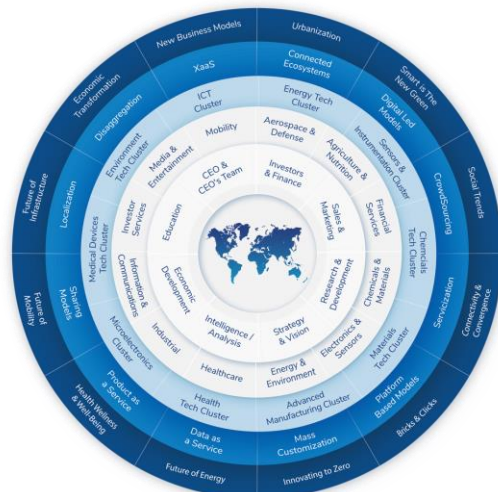 New Business Models
Urbanization
Smart is The
New Green
Social Trends
Connectivity &
Convergence
Bricks & Clicks
Innovating to Zero
Future of Energy
Health Wellness
& Well-Being
Future of
Mobility
Future of
Infrastructure
Economic
Transformation
XaaS
Connected
Ecosystems
Digital Led
Models
CrowdSourcing
Servicization
Platform
Based Models
Mass
Customization
Data as
a Service
Product as
a Service
Sharing
Models
Localization
Disaggregation
ICT
Cluster
Energy Tech
Cluster
Sensors &
Instrumentation Cluster
Chemcials
Tech Cluster
Materials
Tech Cluster
Advanced
Manufacturing Cluster
Health
Tech Cluster
Microelectronics
Cluster
Medical Devices
Tech Cluster
Environment
Tech Cluster
Mobility
Aerospace &
Defense
Agriculture &
Nutrition
Financial
Services
Chemicals &
Materials
Electronics &
Sensors
Energy &
Environment
Healthcare
Industrial
Information &
Communications
Investor
Services
Media &
Entertainment
CEO &
CEO's Team
Investors
& Finance
Sales &
Marketing
Research &
Development
Strategy
& Vision
Intelligence /
Analysis
Economic
Development
Education